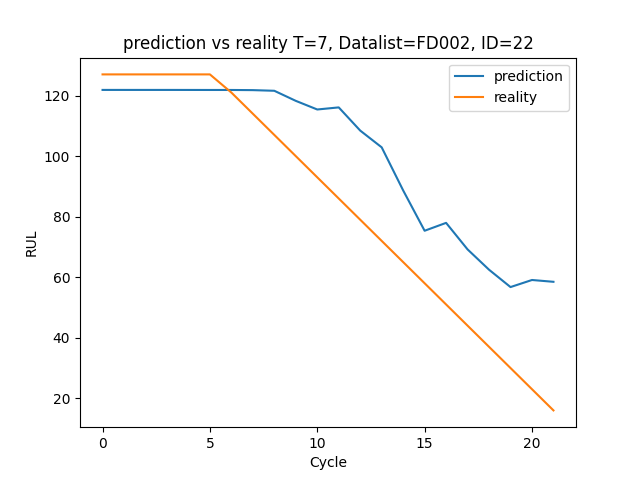 prediction vs reality T=7, Datalist=FD002, ID=22
prediction
reality
120
100
80
60
40
20
RUL
0 5 10 15 20
Cycle